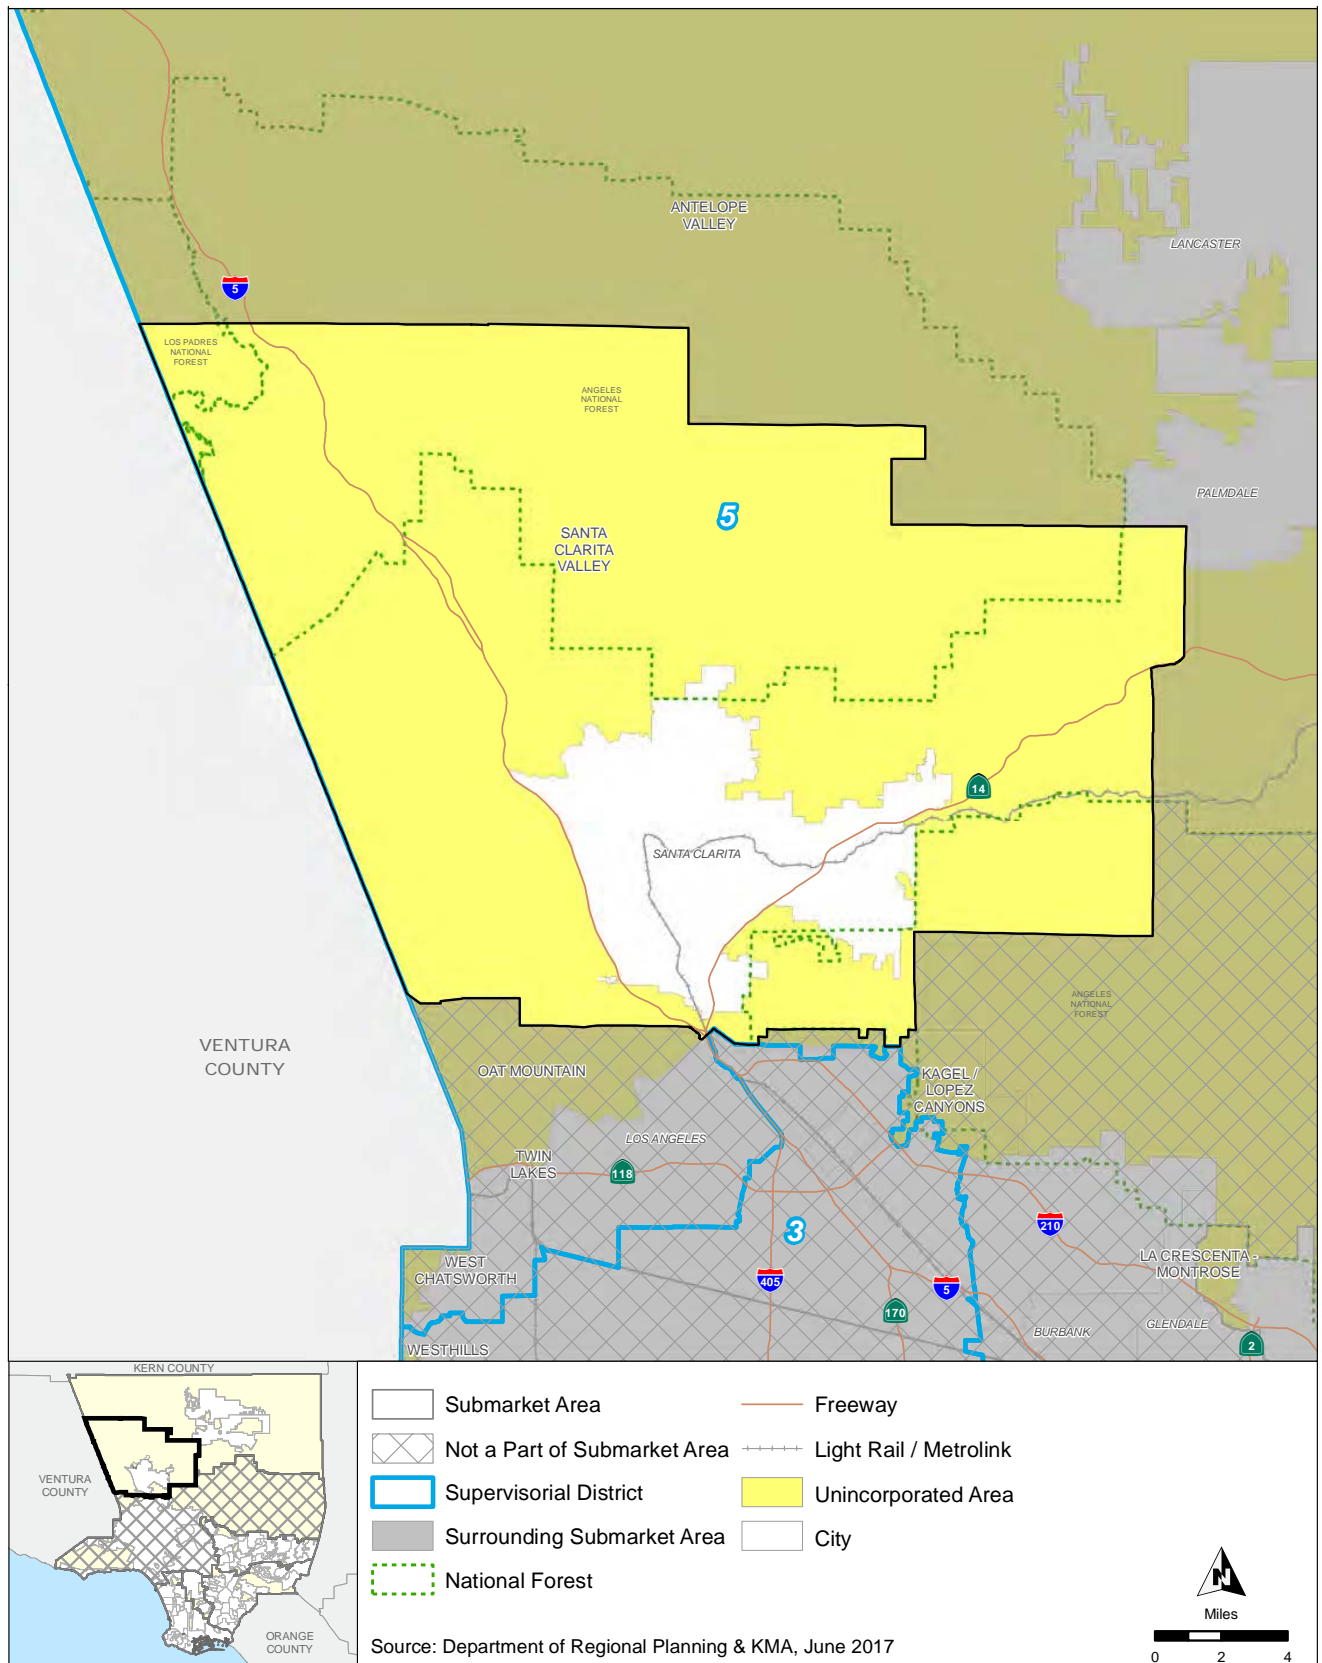 ANTELOPE
VALLEY
LANCASTER
5
LOS PADRES
NATIONAL
FOREST
ANGELES
NATIONAL
FOREST
PALMDALE
5
SANTA
CLARITA
VALLEY
14
SANTA CLARITA
ANGELES
NATIONAL
FOREST
VENTURA
COUNTY
OAT MOUNTAIN
KAGEL /
LOPEZ
CANYONS
LOS ANGELES
TWIN
LAKES
118
3
210
WEST
CHATSWORTH
LA CRESCENTA -
MONTROSE
405
5
170
BURBANK
GLENDALE
2
WESTHILLS
KERN COUNTY
VENTURA
COUNTY
ORANGE
COUNTY
Submarket Area
Not a Part of Submarket Area
Supervisorial District
Surrounding Submarket Area
National Forest
Freeway
Light Rail / Metrolink
Unincorporated Area
City
Source: Department of Regional Planning & KMA, June 2017
N
Miles
0 2 4